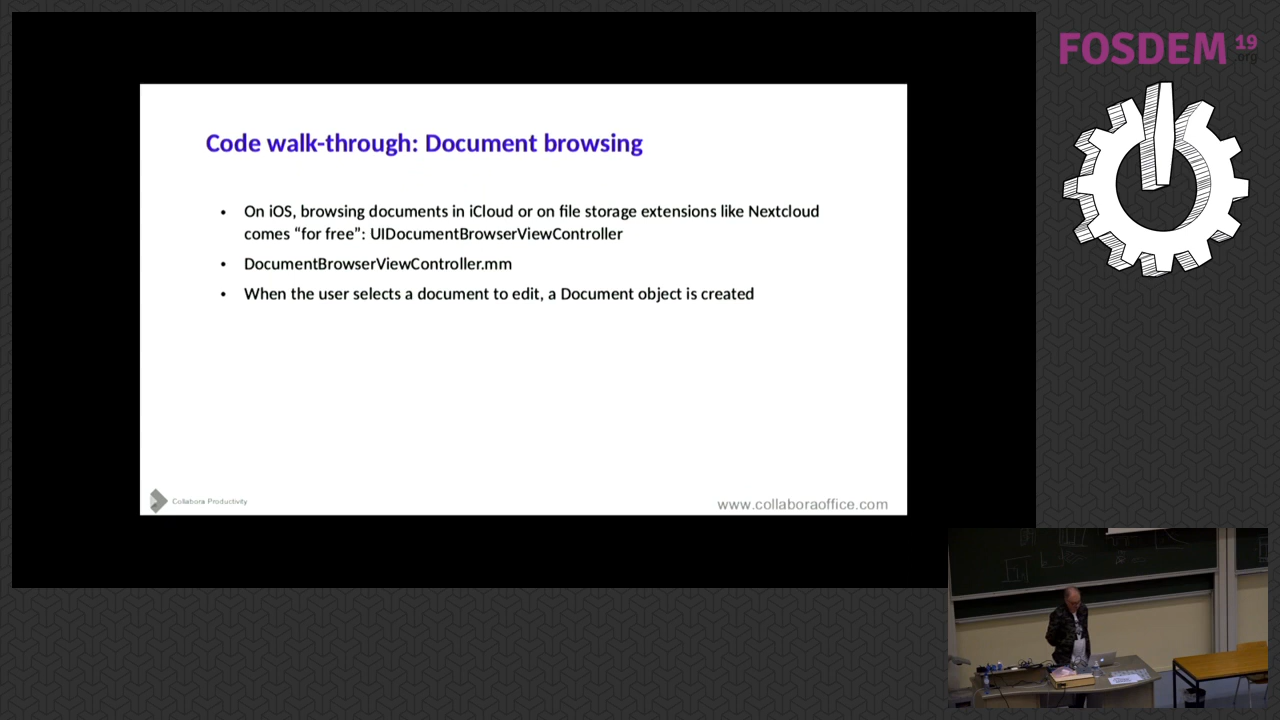 FOSDEM 19
.org
Code walk-through: Document browsing
• On iOS, browsing documents in iCloud or on file storage extensions like Nextcloud
comes “for free”: UIDocumentBrowserViewController
• DocumentBrowserViewController.mm
• When the user selects a document to edit, a Document object is created
Collabora Productivity
www.collaboraoffice.com